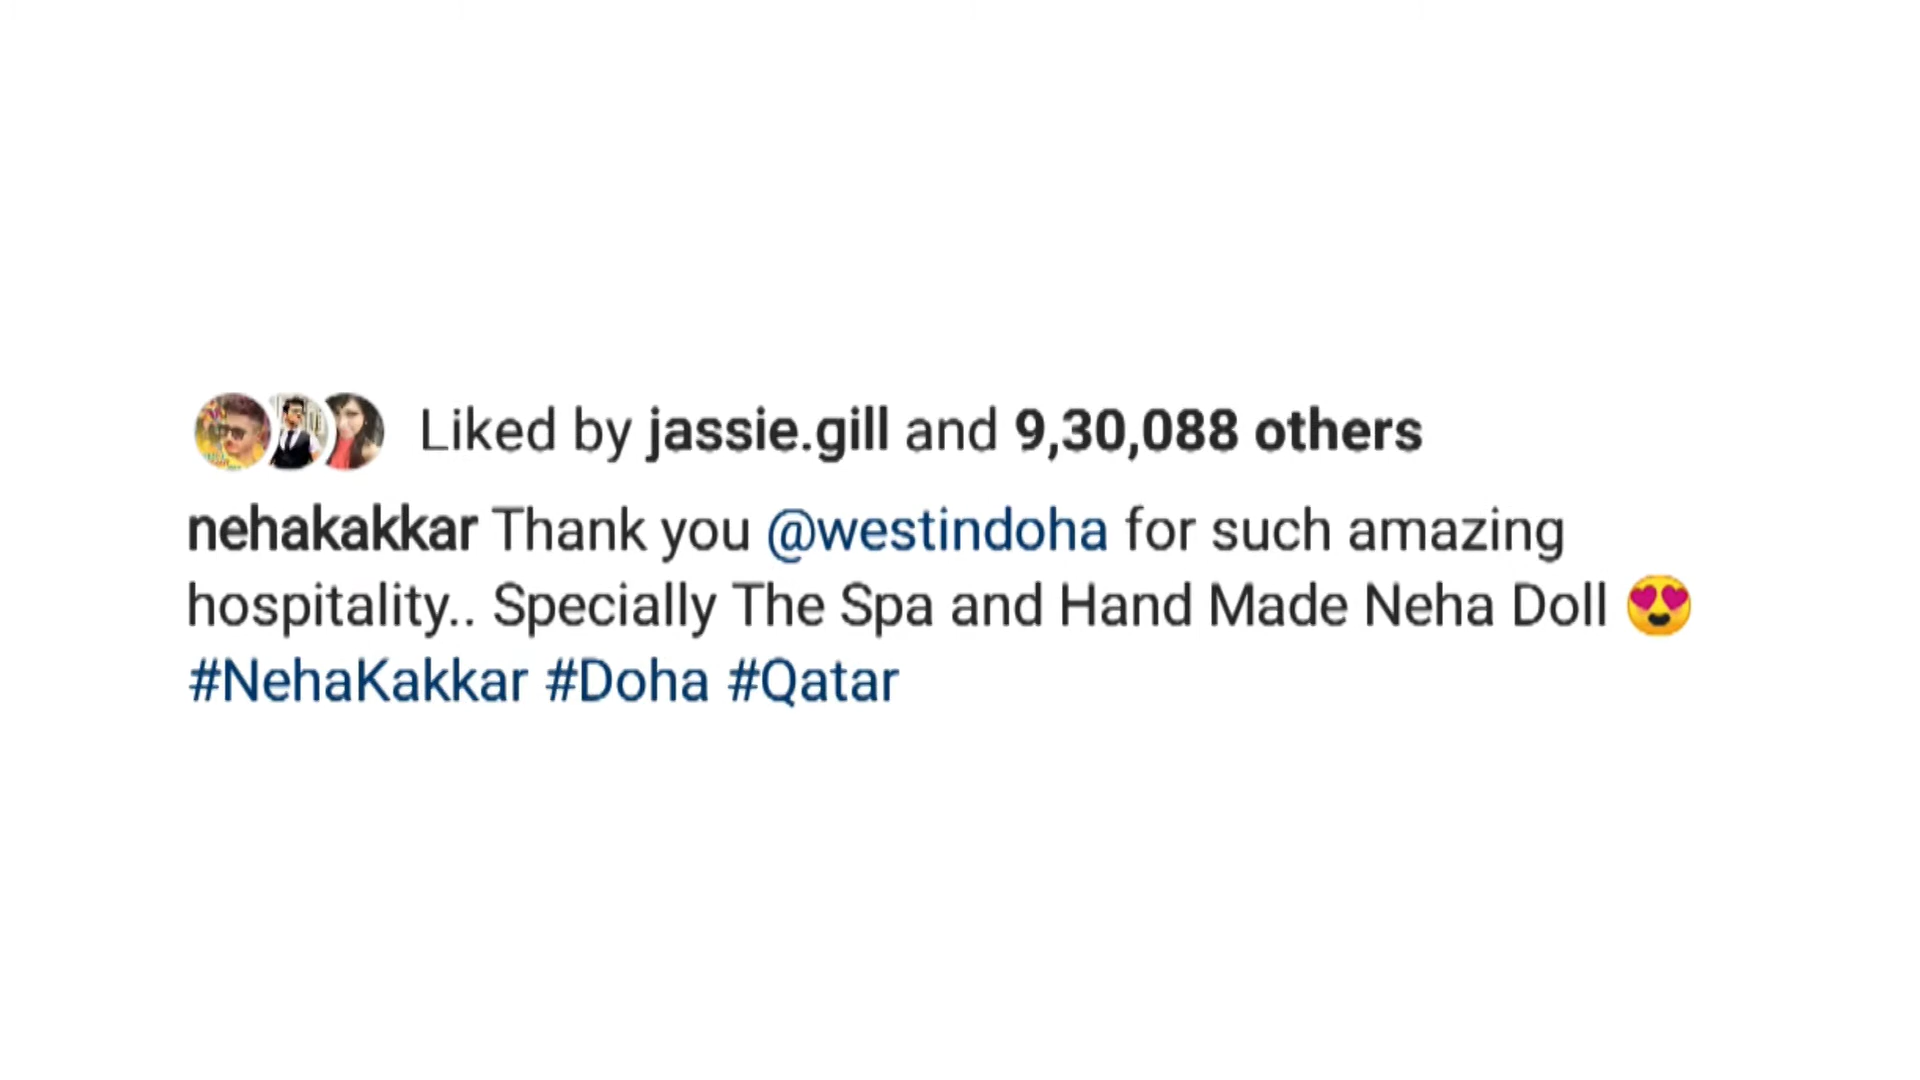 Liked by jassie.gill and 9,30,088 others
nehakakkar Thank you @westindoha for such amazing
hospitality.. Specially The Spa and Hand Made Neha Doll 😍
#NehaKakkar #Doha #Qatar